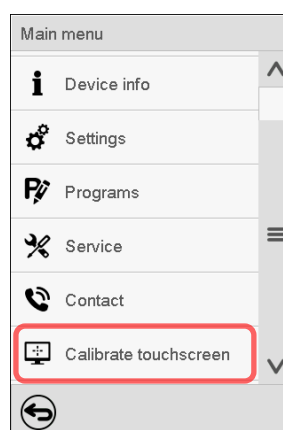 Main menu
Device info
Settings
Programs
Service
Contact
Calibrate touchscreen